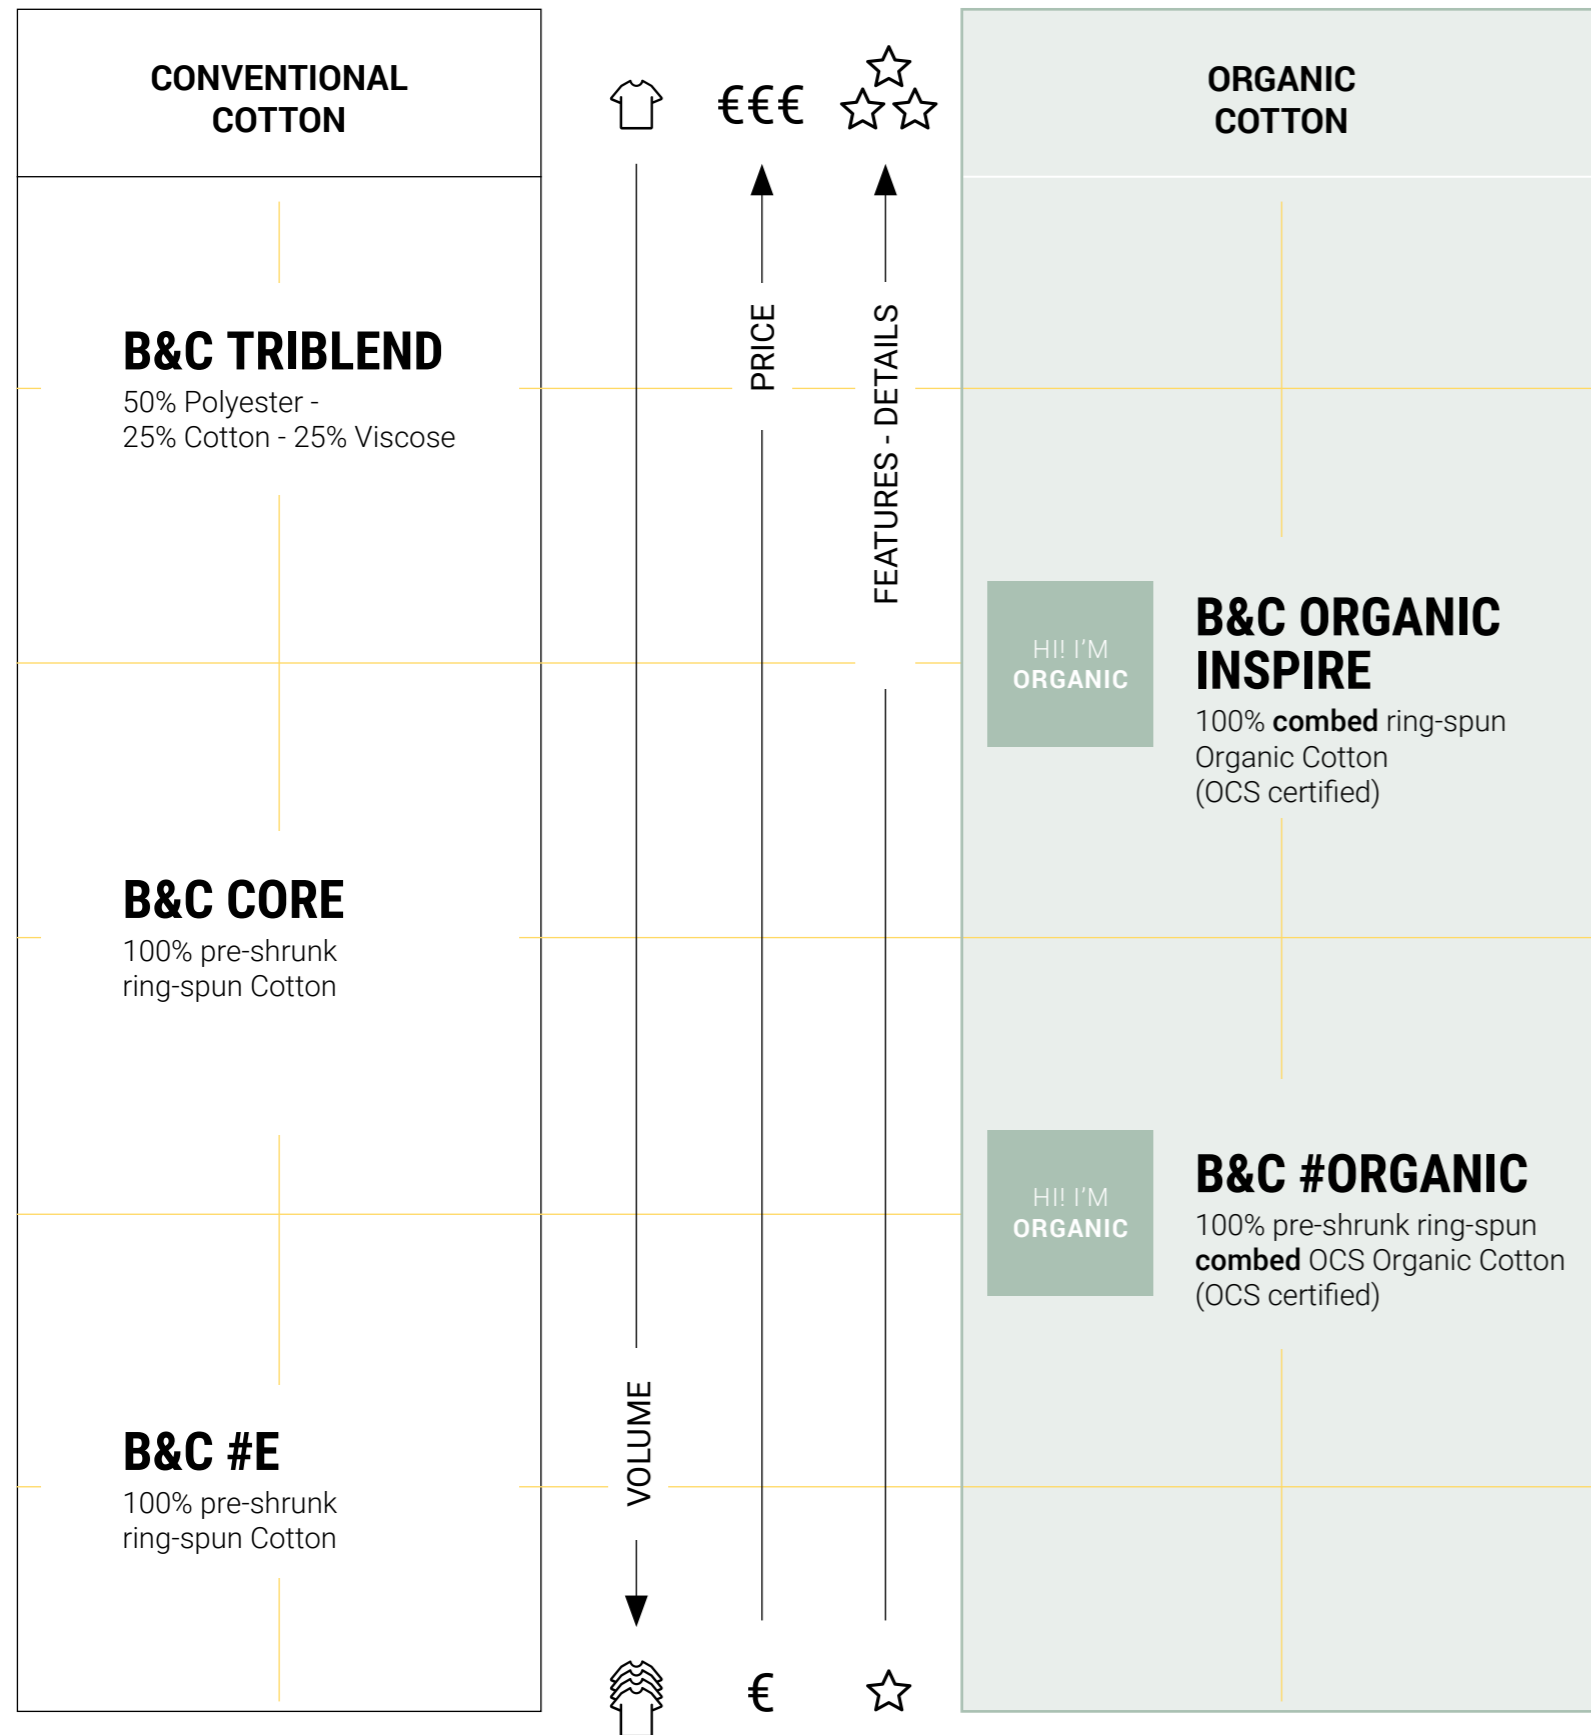 CONVENTIONAL
COTTON
€€€
ORGANIC
COTTON
B&C TRIBLEND
50% Polyester -
25% Cotton - 25% Viscose
PRICE
FEATURES - DETAILS
HI! I'M
ORGANIC
B&C ORGANIC
INSPIRE
100% combed ring-spun
Organic Cotton
(OCS certified)
B&C CORE
100% pre-shrunk
ring-spun Cotton
HI! I'M
ORGANIC
B&C #ORGANIC
100% pre-shrunk ring-spun
combed OCS Organic Cotton
(OCS certified)
B&C #E
100% pre-shrunk
ring-spun Cotton
VOLUME
€